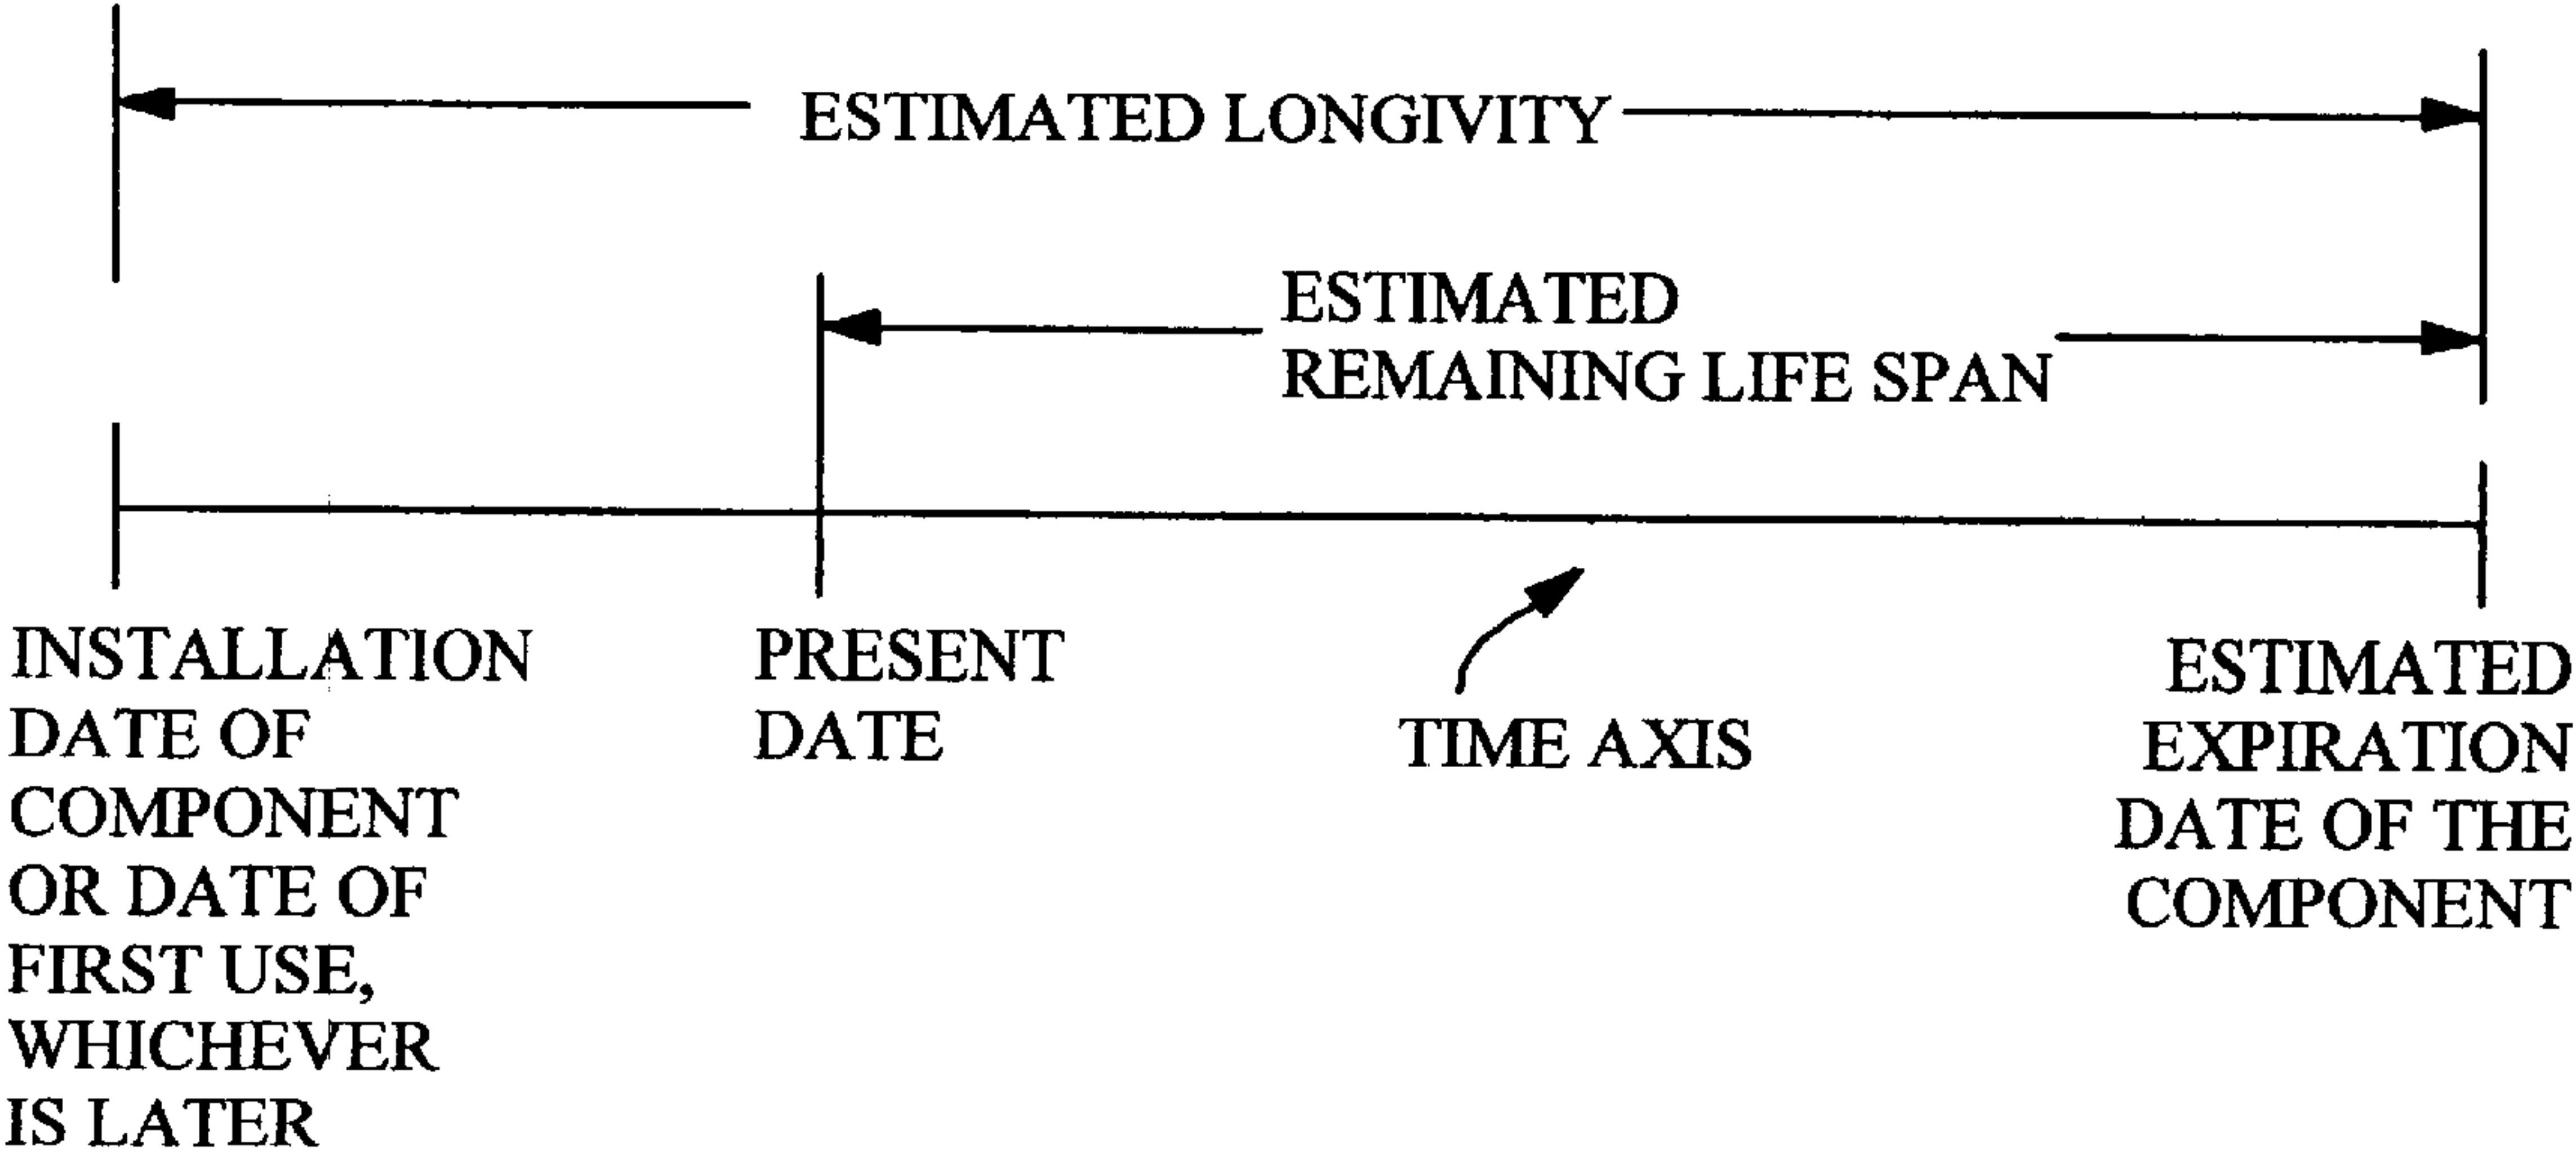 ESTIMATED LONGIVITY
ESTIMATED
REMAINING LIFE SPAN
INSTALLATION
DATE OF
COMPONENT
OR DATE OF
FIRST USE,
WHICHEVER
IS LATER
PRESENT
DATE
TIME AXIS
ESTIMATED
EXPIRATION
DATE OF THE
COMPONENT